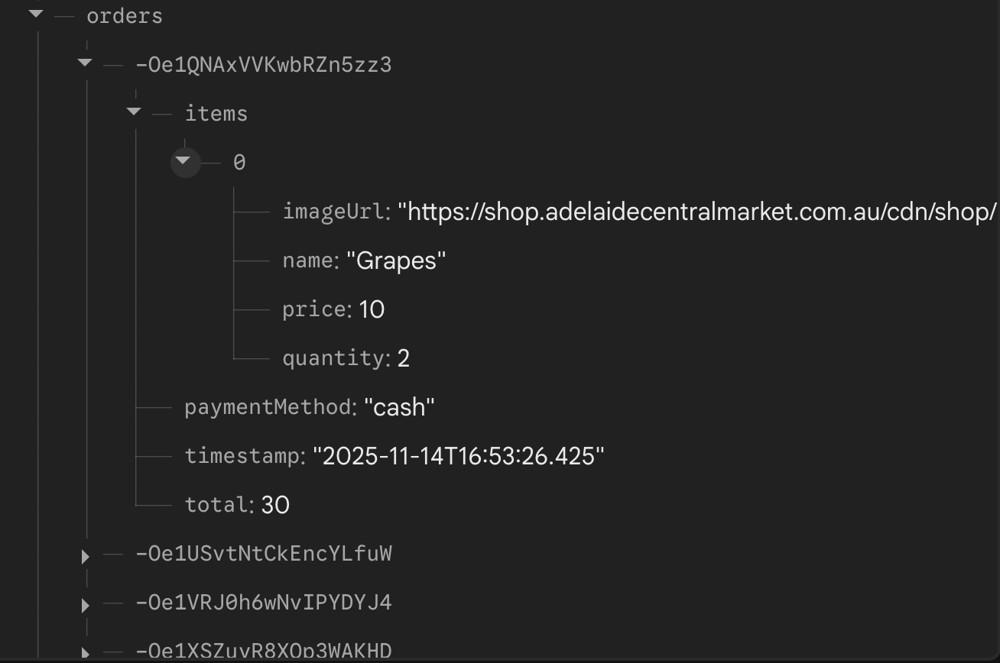 orders
-Oe1QNAxVVKwbRZn5zz3
items
0
imageUrl: "https://shop.adelaidecentralmarket.com.au/cdn/shop/
name: "Grapes"
price: 10
quantity: 2
paymentMethod: "cash"
timestamp: "2025-11-14T16:53:26.425"
total: 30
-Oe1USvtNtCkEncYLfuW
-Oe1VRJ0h6wNvIPYDYJ4
-Oe1XSZuvR8XOp3WAKHD